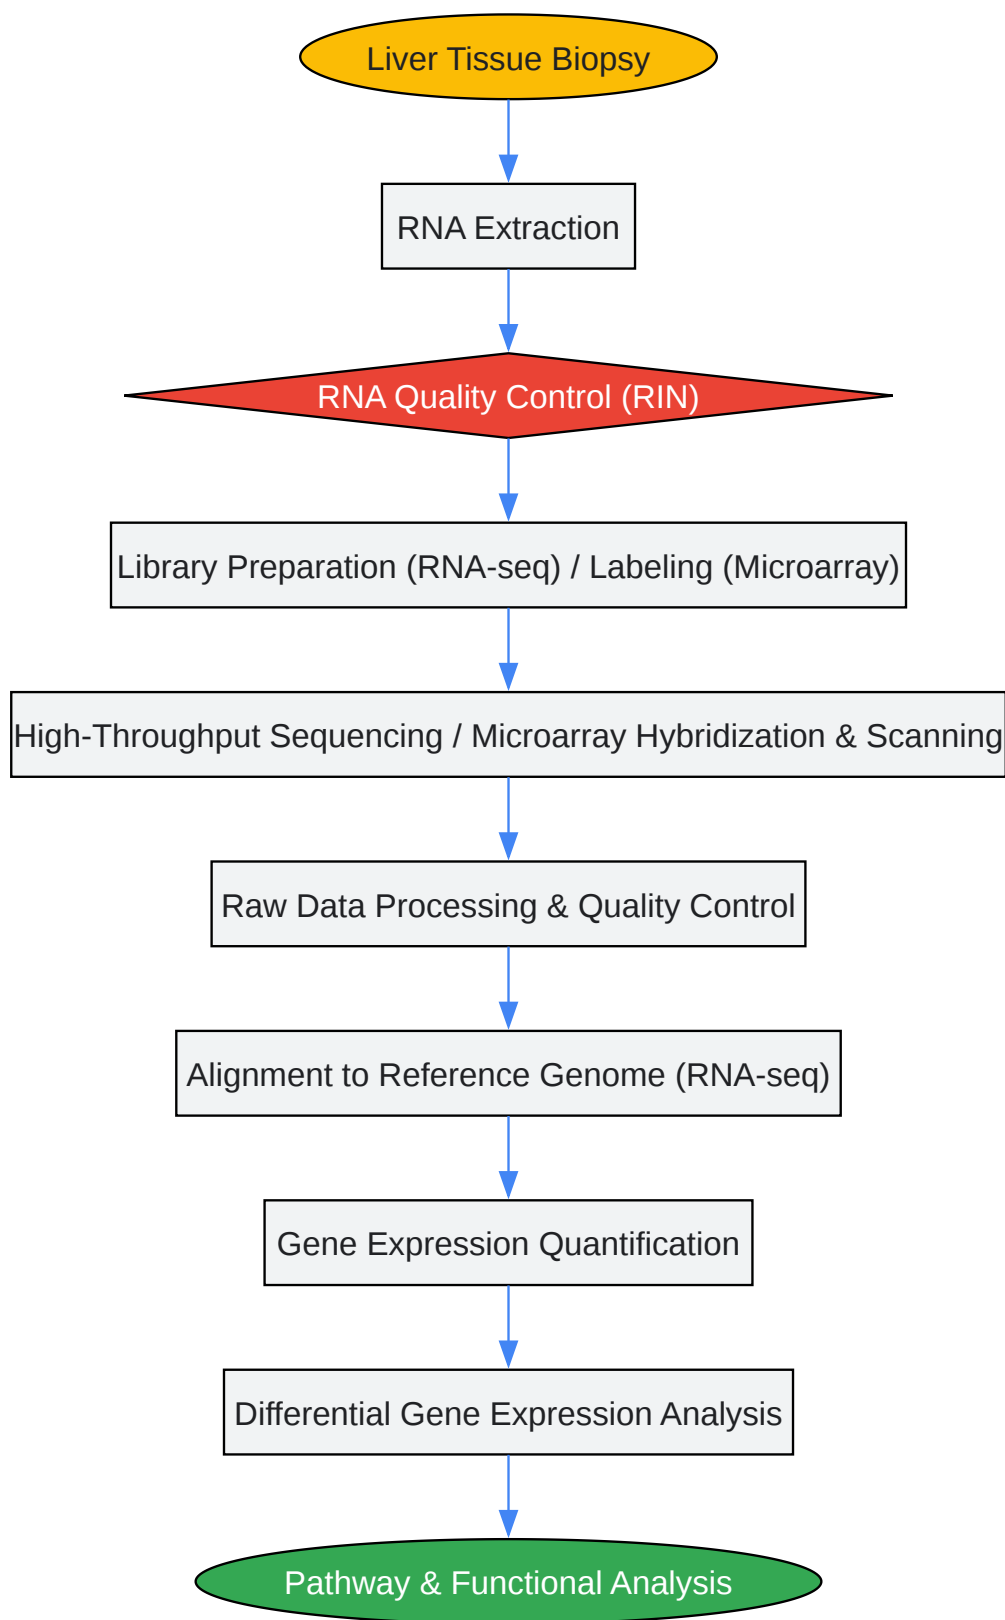 Liver Tissue Biopsy
RNA Extraction
RNA Quality Control (RIN)
Library Preparation (RNA-seq) / Labeling (Microarray)
High-Throughput Sequencing / Microarray Hybridization & Scanning
Raw Data Processing & Quality Control
Alignment to Reference Genome (RNA-seq)
Gene Expression Quantification
Differential Gene Expression Analysis
Pathway & Functional Analysis